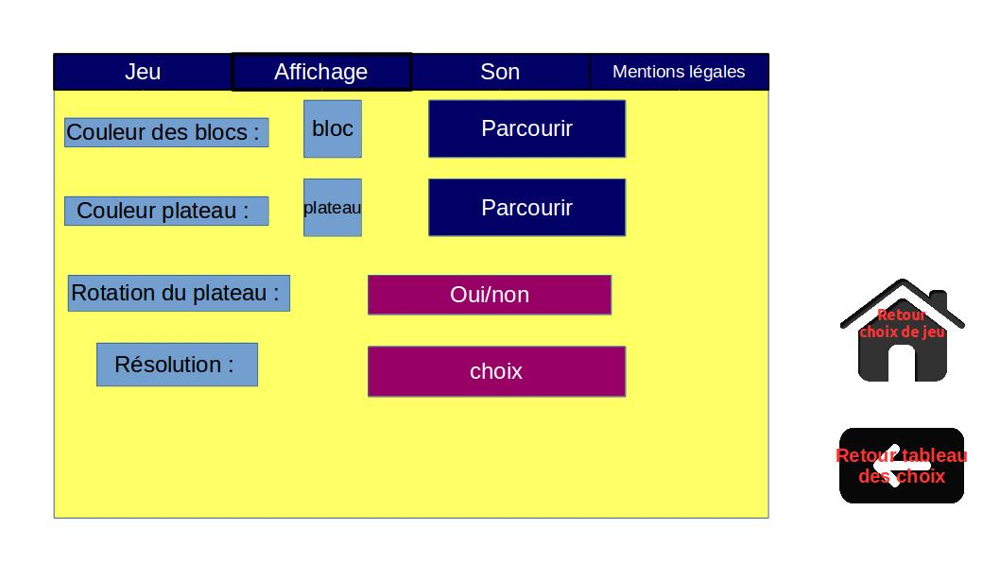 Jeu Affichage Son Mentions légales
Couleur des blocs : bloc Parcourir
Couleur plateau : plateau Parcourir
Rotation du plateau : Oui/non
Résolution : choix
Retour
choix de jeu
Retour tableau
des choix